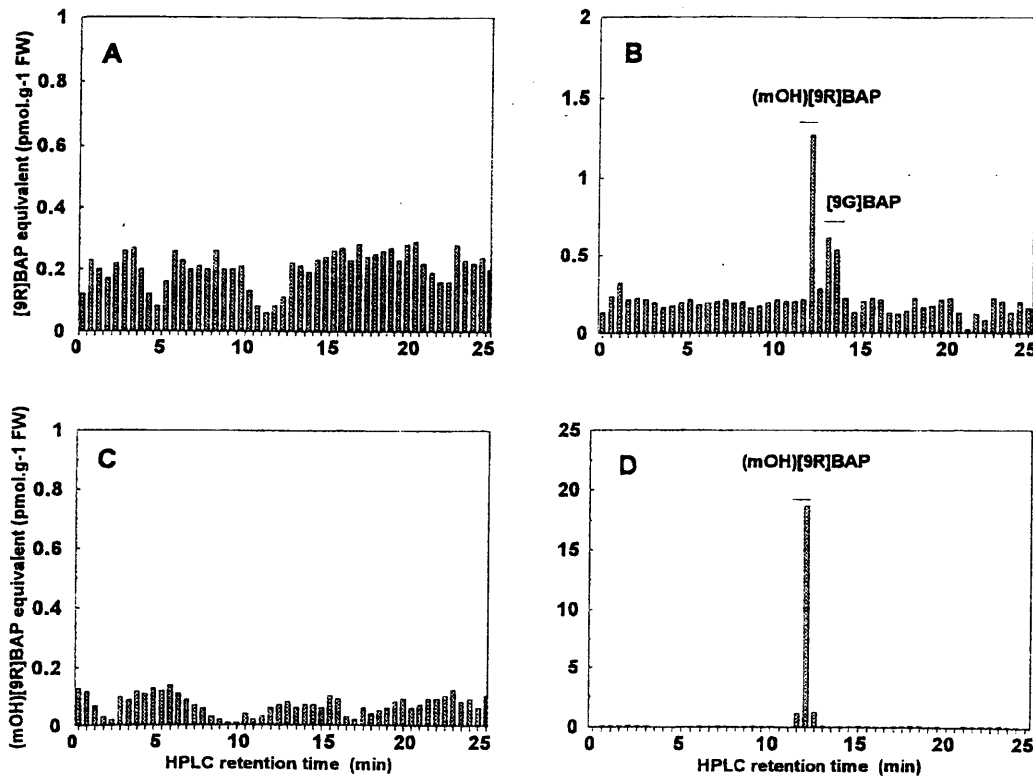 A
B
[9R]BAP equivalent (pmol.g-1 FW)
1
0.8
0.6
0.4
0.2
0
0 5 10 15 20 25
2
1.5
1
0.5
0
(mOH)[9R]BAP
[9G]BAP
0 5 10 15 20 25
C
D
(mOH)[9R]BAP equivalent (pmol.g-1 FW)
1
0.8
0.6
0.4
0.2
0
0 5 10 15 20 25
HPLC retention time (min)
25
20
15
10
5
0
(mOH)[9R]BAP
0 5 10 15 20 25
HPLC retention time (min)